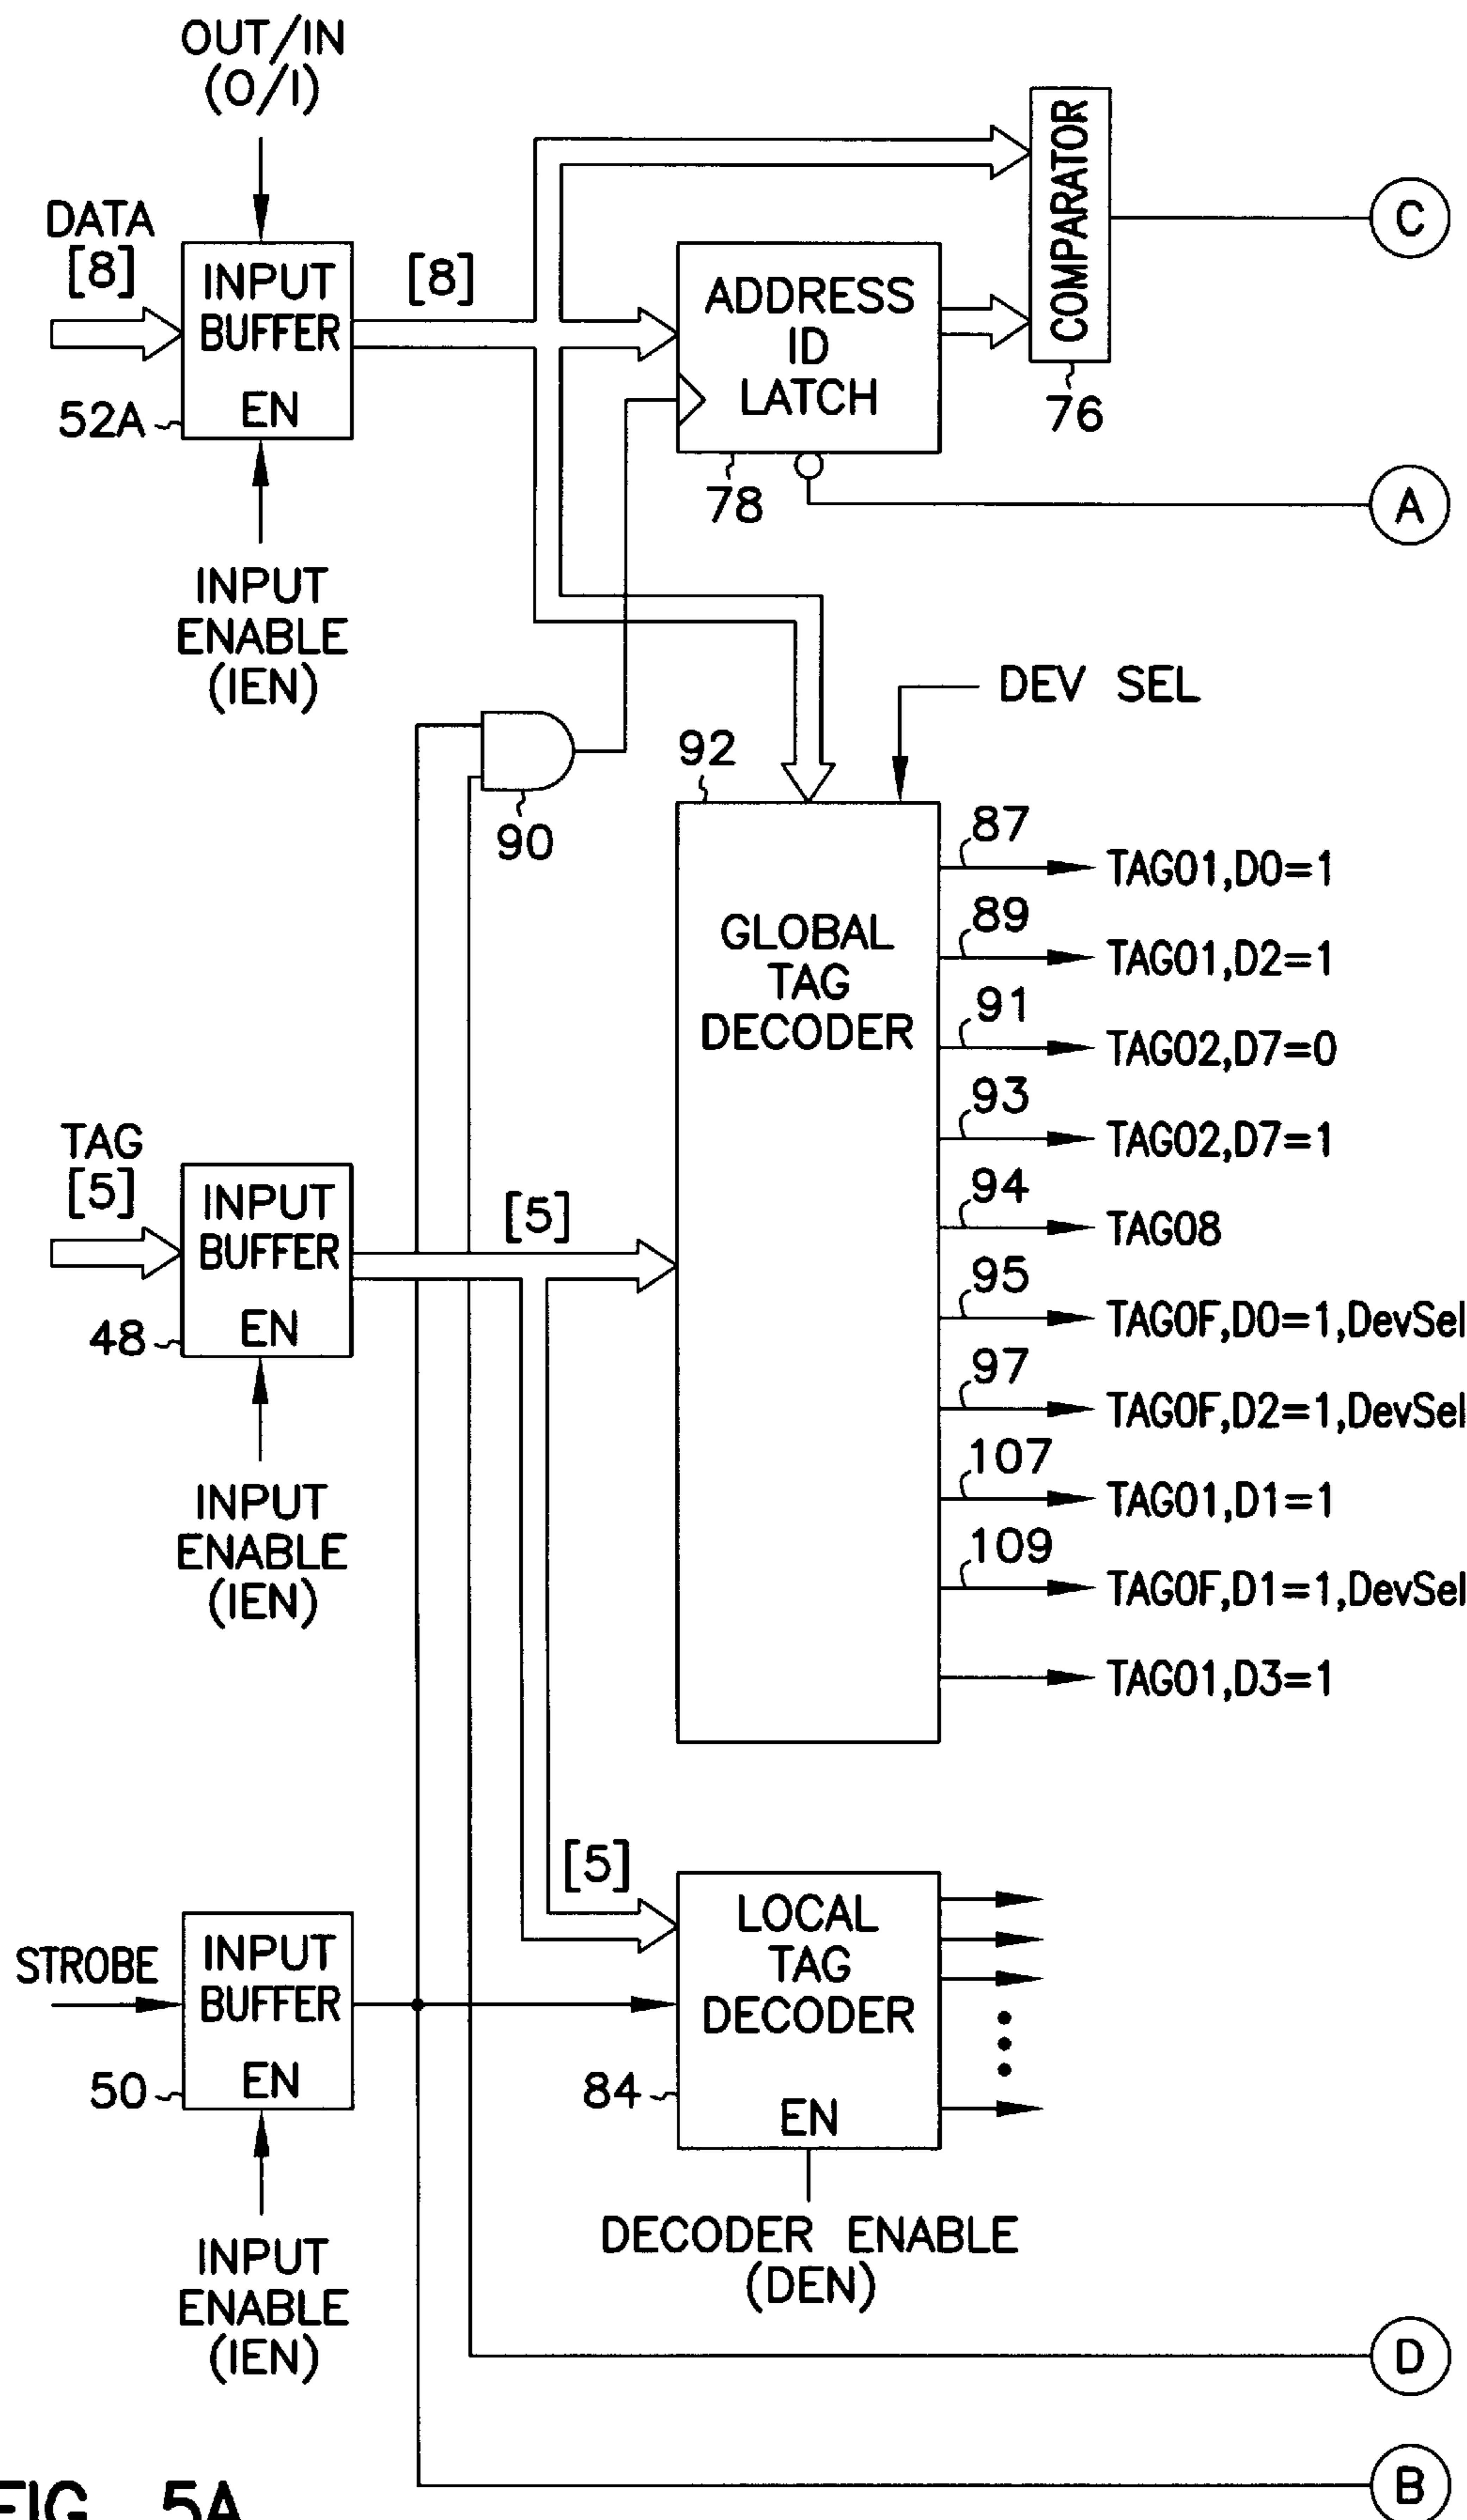 OUT/IN
(O/I)
DATA
[8]
INPUT
BUFFER
EN
52A
INPUT
ENABLE
(IEN)
[8]
ADDRESS
ID
LATCH
78
COMPARATOR
76
C
A
90
DEV SEL
92
GLOBAL
TAG
DECODER
87
TAG01,D0=1
89
TAG01,D2=1
91
TAG02,D7=0
93
TAG02,D7=1
94
TAG08
95
TAG0F,D0=1,DevSel
97
TAG0F,D2=1,DevSel
107
TAG01,D1=1
109
TAG0F,D1=1,DevSel
TAG01,D3=1
TAG
[5]
INPUT
BUFFER
EN
48
INPUT
ENABLE
(IEN)
[5]
[5]
STROBE
INPUT
BUFFER
EN
50
INPUT
ENABLE
(IEN)
LOCAL
TAG
DECODER
EN
84
DECODER ENABLE
(DEN)
D
B
FIG. 5A